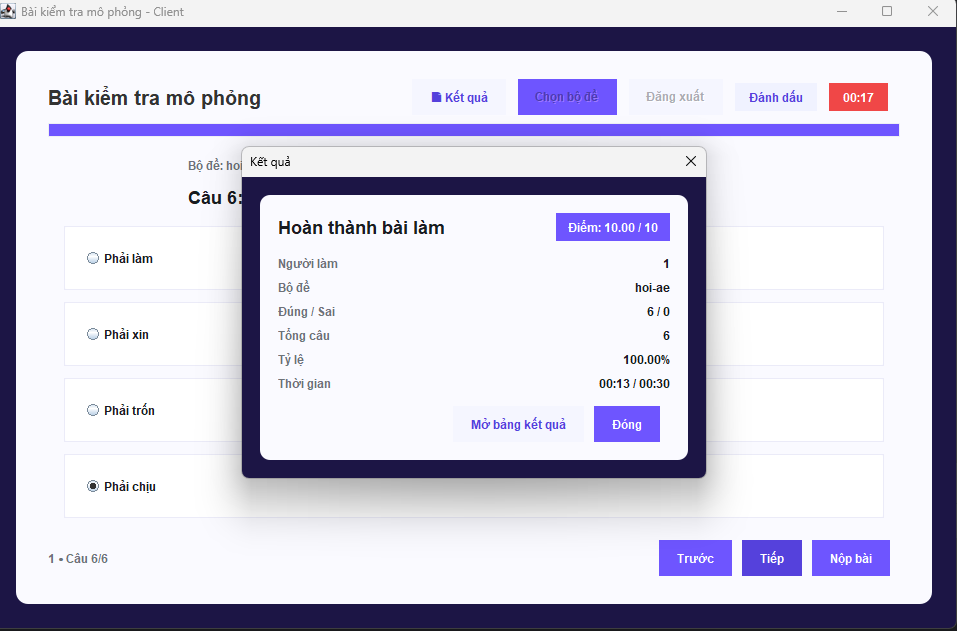 Bài kiểm tra mô phỏng - Client
Bài kiểm tra mô phỏng
Kết quả
Chọn bộ đề
Đăng xuất
Đánh dấu
00:17
Bộ đề: hoi
Câu 6:
Phải làm
Phải xin
Phải trốn
Phải chịu
Kết quả
Hoàn thành bài làm
Điểm: 10.00 / 10
Người làm 1
Bộ đề hoi-ae
Đúng / Sai 6 / 0
Tổng câu 6
Tỷ lệ 100.00%
Thời gian 00:13 / 00:30
Mở bảng kết quả
Đóng
1 • Câu 6/6
Trước
Tiếp
Nộp bài